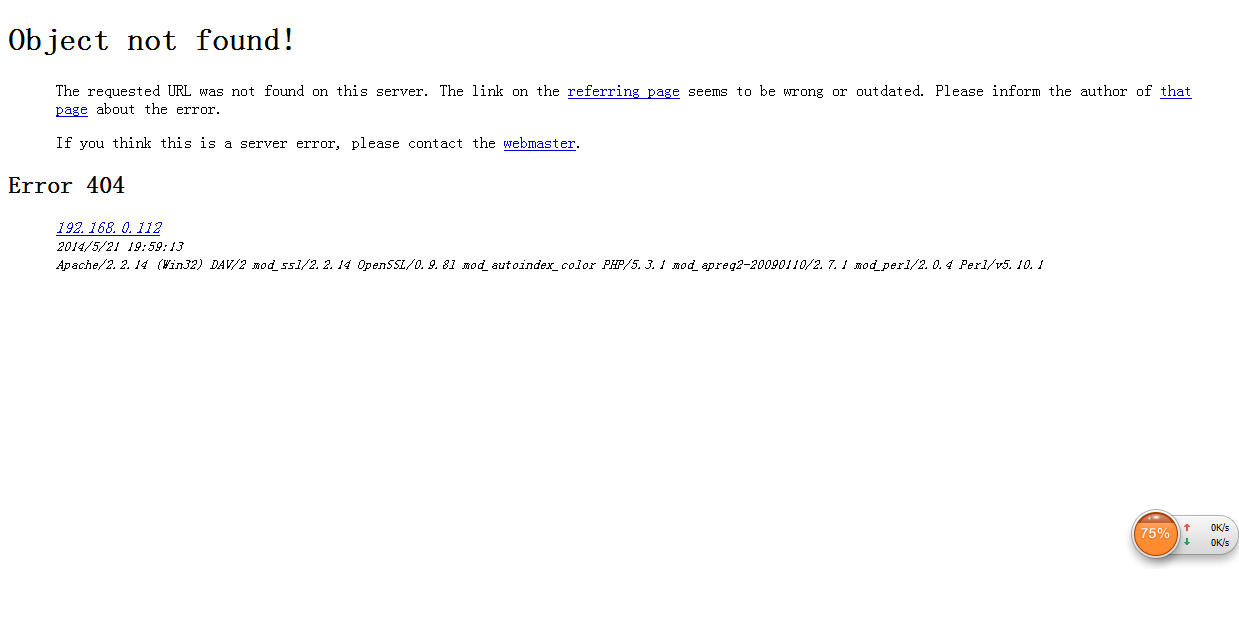 Object not found!
The requested URL was not found on this server. The link on the referring page seems to be wrong or outdated. Please inform the author of that
page about the error.
If you think this is a server error, please contact the webmaster.
Error 404
192.168.0.112
2014/5/21 19:59:13
Apache/2.2.14 (Win32) DAV/2 mod_ssl/2.2.14 OpenSSL/0.9.8l mod_autoindex_color PHP/5.3.1 mod_apreq2-20090110/2.7.1 mod_perl/2.0.4 Perl/v5.10.1
75%
0K/s
0K/s